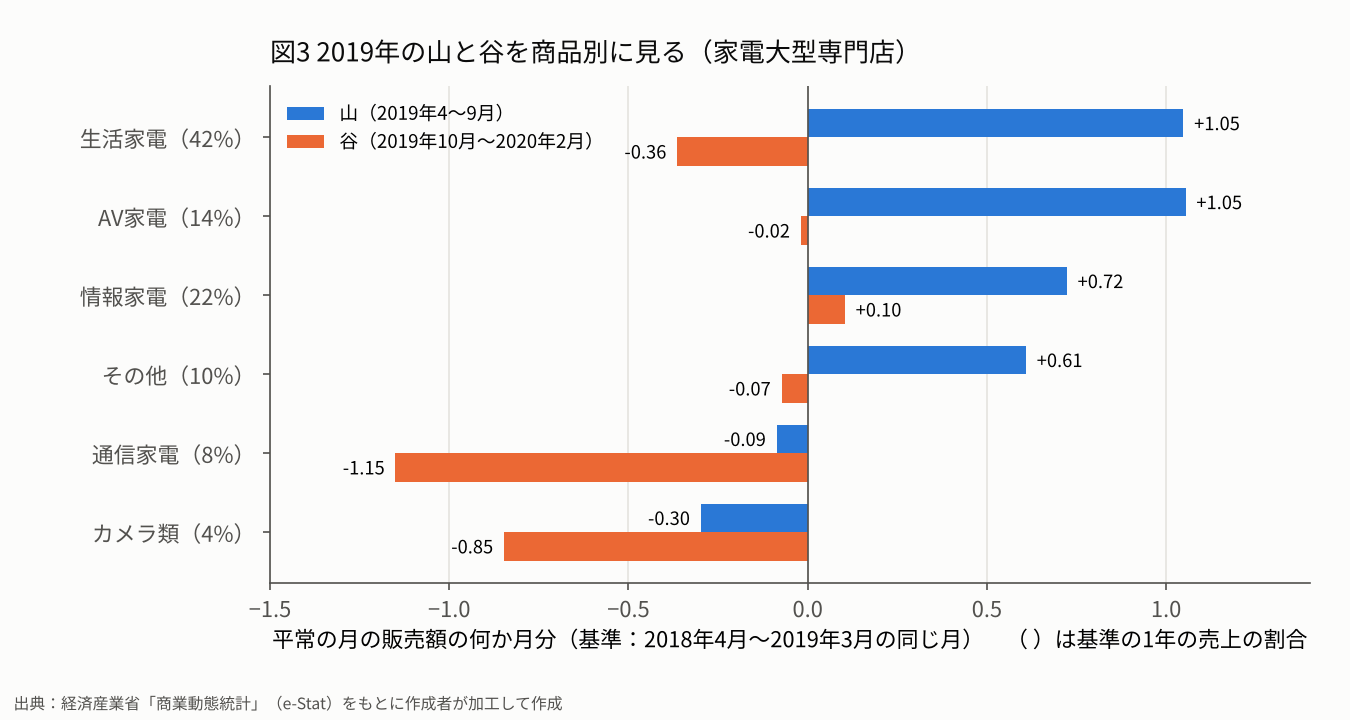 図3 2019年の山と谷を商品別に見る（家電大型専門店）
山（2019年4〜9月）
谷（2019年10月〜2020年2月）
生活家電（42%）
+1.05
-0.36
AV家電（14%）
+1.05
-0.02
情報家電（22%）
+0.72
+0.10
その他（10%）
+0.61
-0.07
通信家電（8%）
-0.09
-1.15
カメラ類（4%）
-0.30
-0.85
−1.5 −1.0 −0.5 0.0 0.5 1.0
平常の月の販売額の何か月分（基準：2018年4月〜2019年3月の同じ月）　（ ）は基準の1年の売上の割合
出典：経済産業省「商業動態統計」（e-Stat）をもとに作成者が加工して作成